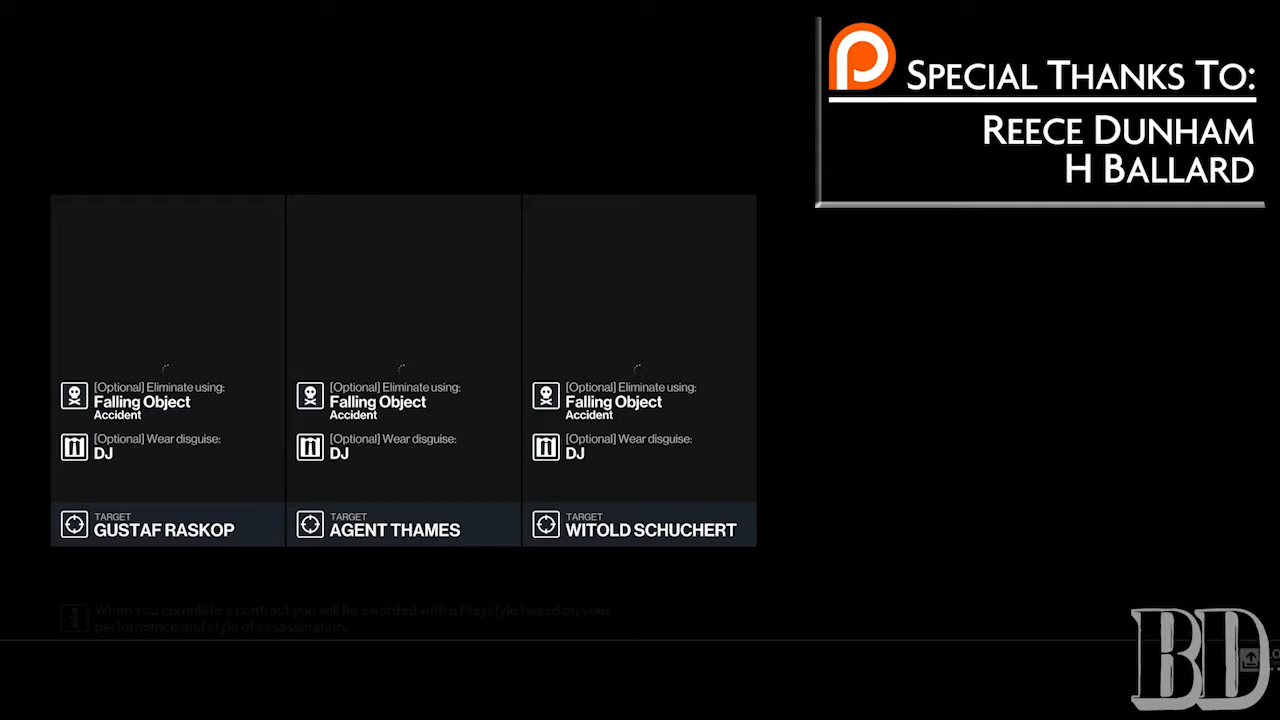 SPECIAL THANKS TO:
REECE DUNHAM
H BALLARD
[Optional] Eliminate using:
Falling Object
Accident
[Optional] Wear disguise:
DJ
TARGET
GUSTAF RASKOP
[Optional] Eliminate using:
Falling Object
Accident
[Optional] Wear disguise:
DJ
TARGET
AGENT THAMES
[Optional] Eliminate using:
Falling Object
Accident
[Optional] Wear disguise:
DJ
TARGET
WITOLD SCHUCHERT
When you complete a contract you will be awarded with a Playstyle based on your
performance and style of assassination.
BD